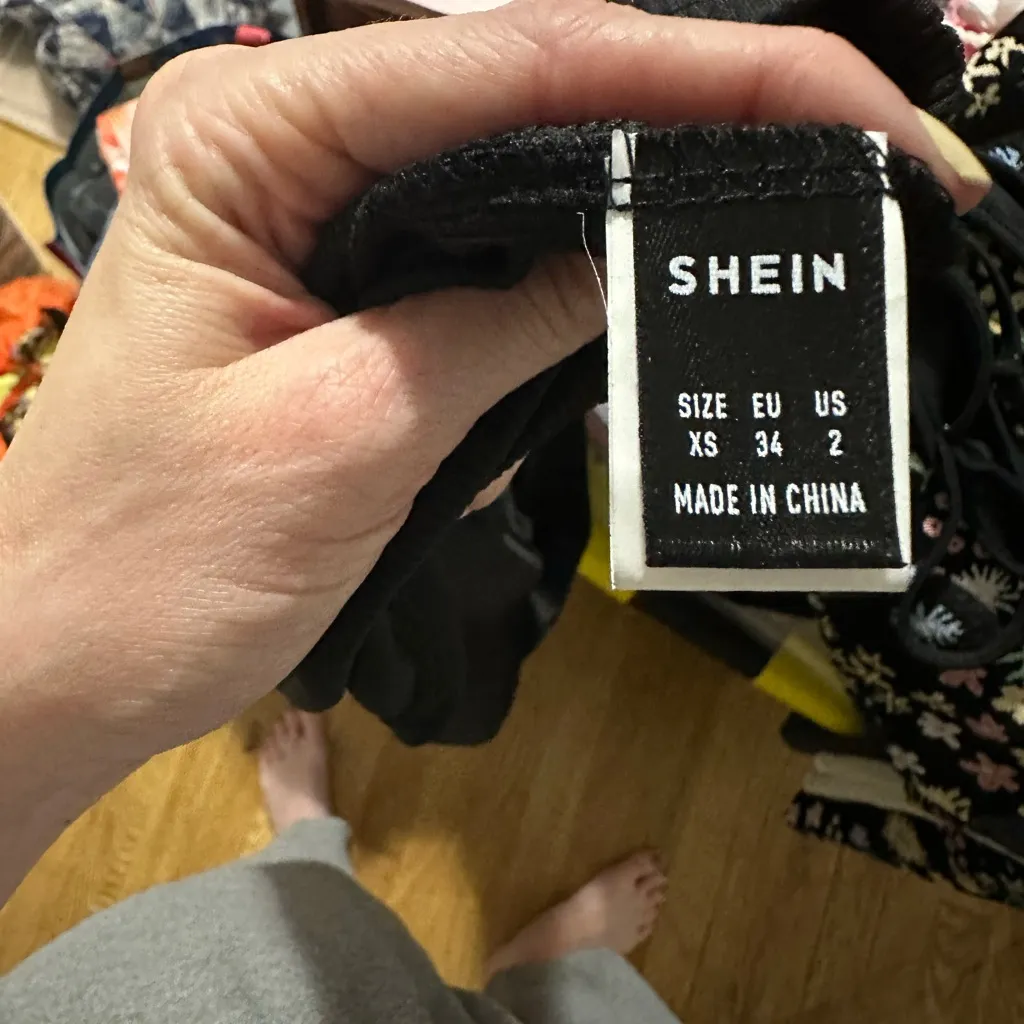 SHEIN
SIZE EU US
XS 34 2
MADE IN CHINA